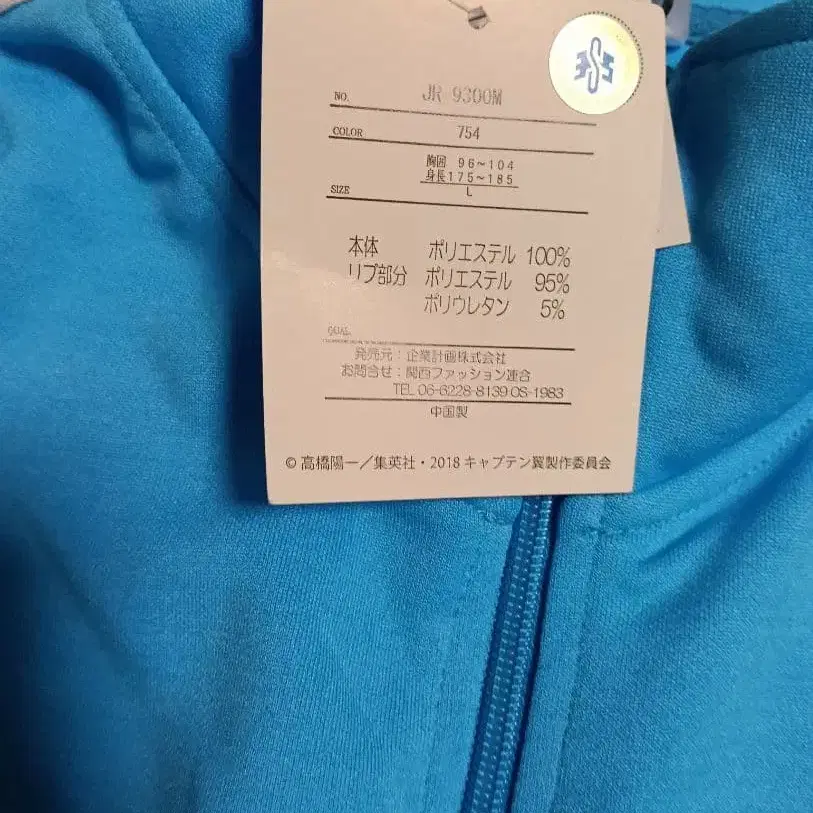 NO. JR 9300M
COLOR 754
胸囲 96~104
身長175~185
SIZE L
本体 ポリエステル 100%
リブ部分 ポリエステル 95%
ポリウレタン 5%
QUAL.
発売元:企業計画株式会社
お問合せ:関西ファッション連合
TEL 06-6228-8139 OS-1983
中国製
©高橋陽一/集英社・2018 キャプテン翼製作委員会